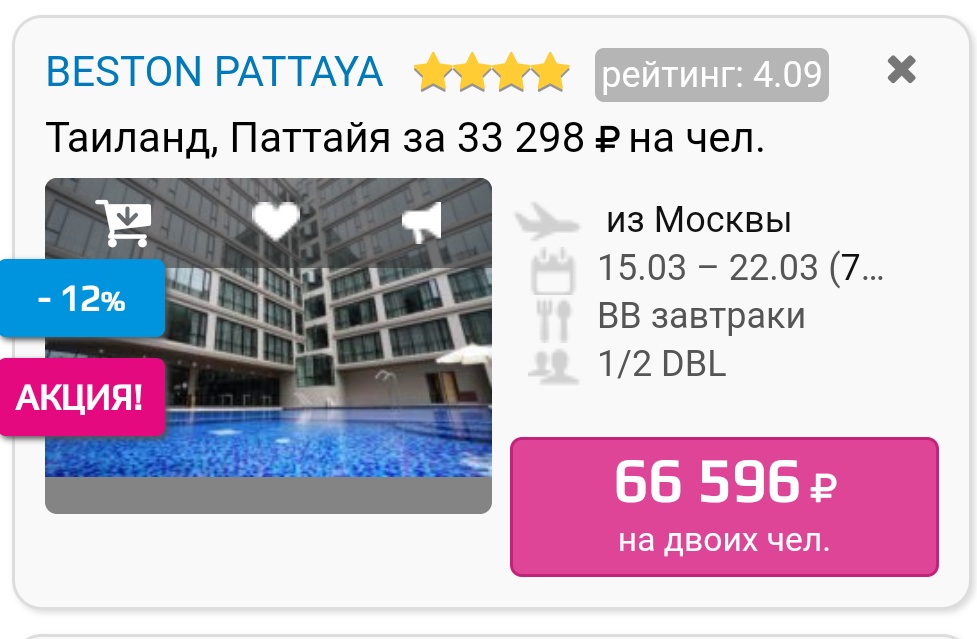 BESTON PATTAYA рейтинг: 4.09
Таиланд, Паттайя за 33 298 ₽ на чел.
из Москвы
15.03 – 22.03 (7...
BB завтраки
1/2 DBL
- 12%
АКЦИЯ!
66 596 ₽
на двоих чел.